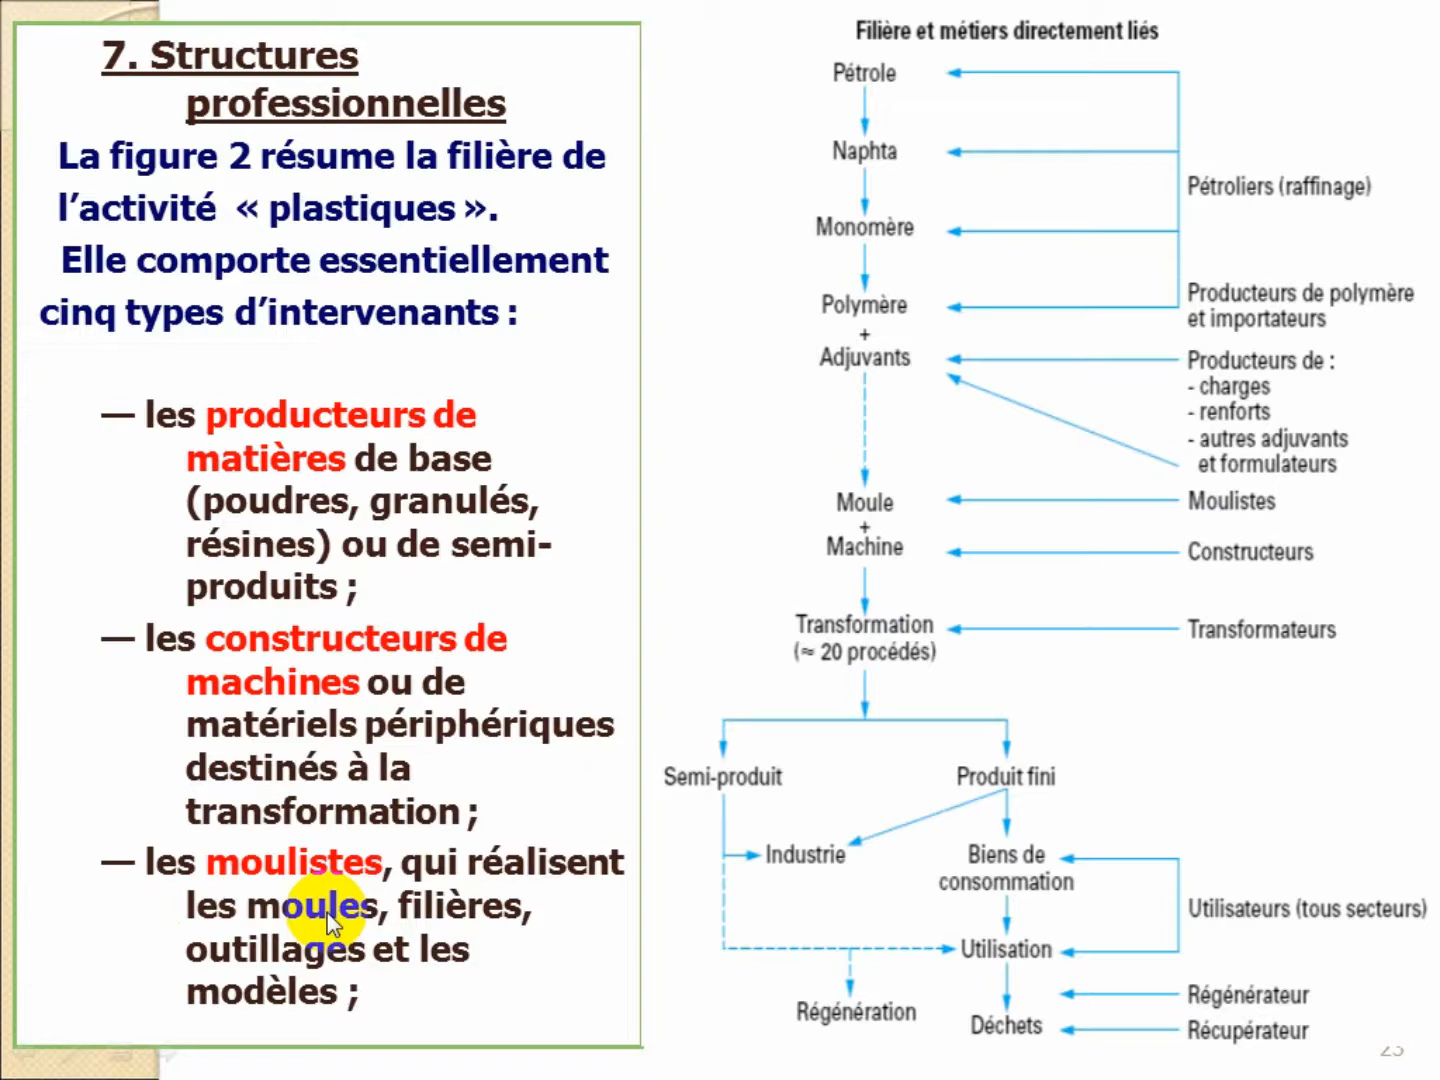 7. Structures
professionnelles
La figure 2 résume la filière de
l’activité « plastiques ».
Elle comporte essentiellement
cinq types d’intervenants :
— les producteurs de
matières de base
(poudres, granulés,
résines) ou de semi-
produits ;
— les constructeurs de
machines ou de
matériels périphériques
destinés à la
transformation ;
— les moulistes, qui réalisent
les moules, filières,
outillages et les
modèles ;
Filière et métiers directement liés
Pétrole
Naphta
Pétroliers (raffinage)
Monomère
Polymère
Producteurs de polymère
et importateurs
+
Adjuvants
Producteurs de :
- charges
- renforts
- autres adjuvants
et formulateurs
Moule
Moulistes
+
Machine
Constructeurs
Transformation
(≈ 20 procédés)
Transformateurs
Semi-produit
Produit fini
Industrie
Biens de
consommation
Utilisateurs (tous secteurs)
Utilisation
Régénération
Régénérateur
Déchets
Récupérateur